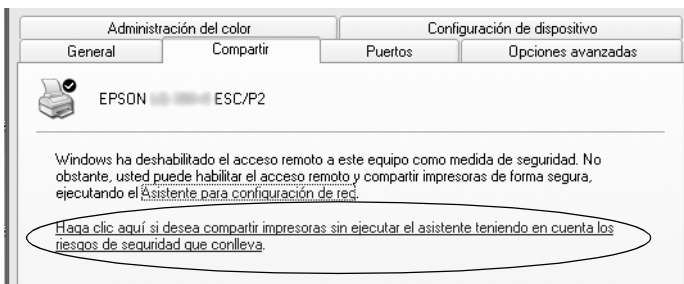 Administración del color
Configuración de dispositivo
General
Compartir
Puertos
Opciones avanzadas
EPSON ESC/P2
Windows ha deshabilitado el acceso remoto a este equipo como medida de seguridad. No
obstante, usted puede habilitar el acceso remoto y compartir impresoras de forma segura,
ejecutando el Asistente para configuración de red.
Haga clic aquí si desea compartir impresoras sin ejecutar el asistente teniendo en cuenta los
riesgos de seguridad que conlleva.